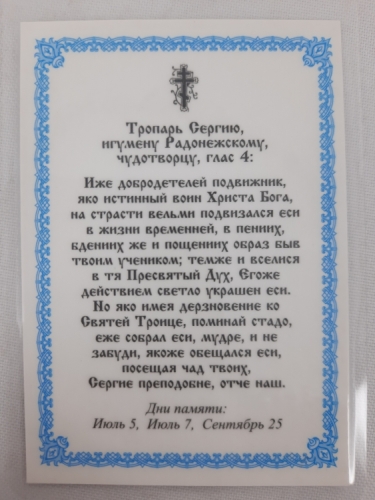 Тропарь Сергию,
игумену Радонежскому,
чудотворцу, глас 4:
Иже добродетелей подвижник,
яко истинный воин Христа Бога,
на страсти вельми подвизался еси
в жизни временней, в пениих,
бдениих же и пощениих образ быв
твоим учеником; темже и вселися
в тя Пресвятый Дух, Егоже
действием светло украшен еси.
Но яко имея дерзновение ко
Святей Троице, поминай стадо,
еже собрал еси, мудре, и не
забуди, якоже обещался еси,
посещая чад твоих,
Сергие преподобне, отче наш.
Дни памяти:
Июль 5, Июль 7, Сентябрь 25